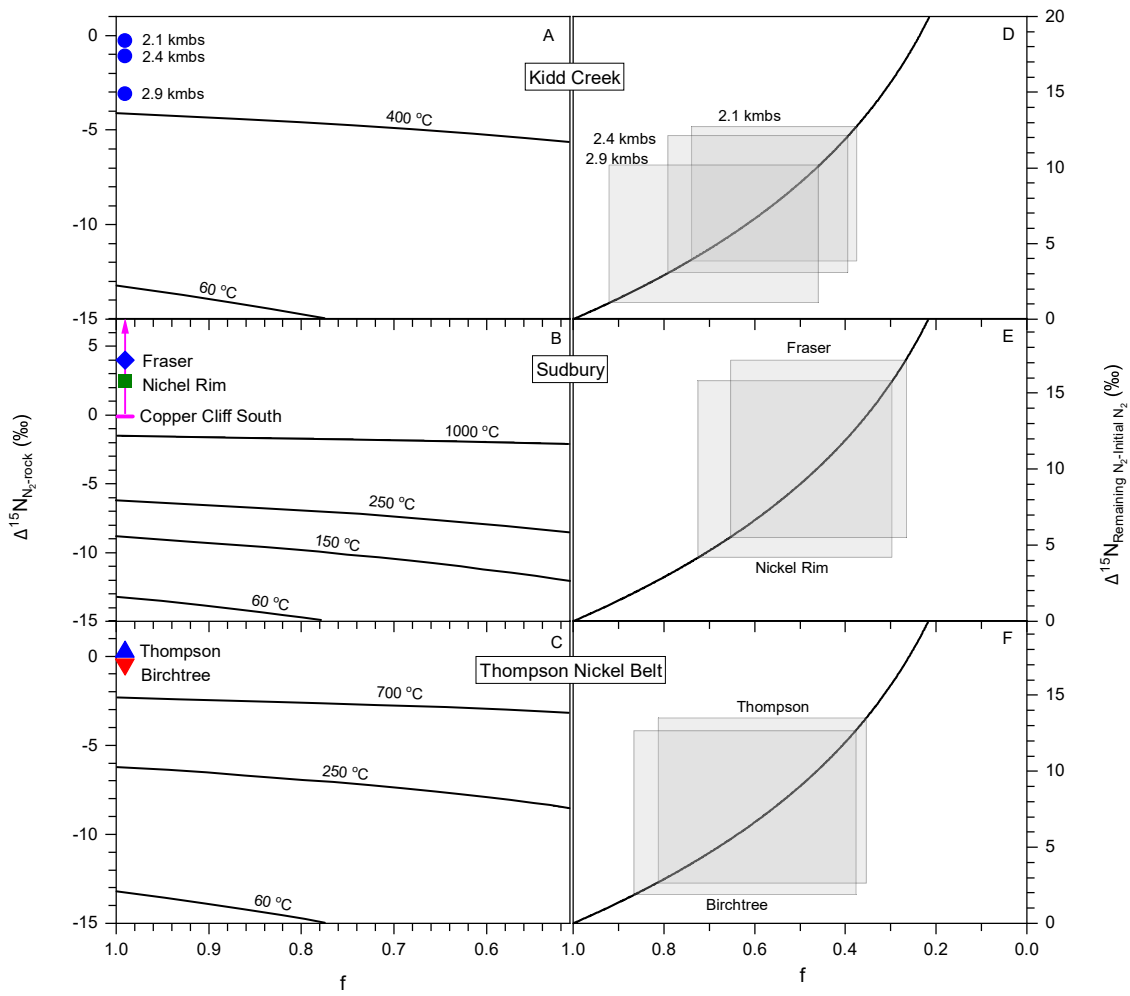 0
-5
-10
-15
A
2.1 kmbs
2.4 kmbs
2.9 kmbs
400 °C
60 °C
Kidd Creek
D
2.1 kmbs
2.4 kmbs
2.9 kmbs
20
15
10
5
0
5
0
-5
-10
-15
B
Fraser
Nichel Rim
Copper Cliff South
1000 °C
250 °C
150 °C
60 °C
Sudbury
E
Fraser
Nickel Rim
15
10
5
0
0
-5
-10
-15
C
Thompson
Birchtree
700 °C
250 °C
60 °C
Thompson Nickel Belt
F
Thompson
Birchtree
15
10
5
0
1.0 0.9 0.8 0.7 0.6 1.0 0.8 0.6 0.4 0.2 0.0
f f
Δ¹⁵N N₂-rock (‰)
Δ¹⁵N Remaining N₂-Initial N₂ (‰)